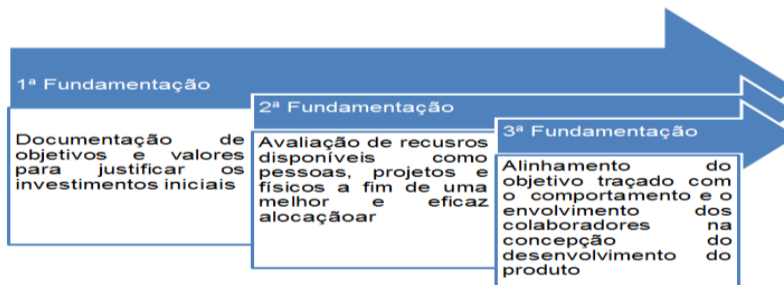 1ª Fundamentação
Documentação de
objetivos e valores
para justificar os
investimentos iniciais
2ª Fundamentação
Avaliação de recusros
disponíveis como
pessoas, projetos e
físicos a fim de uma
melhor e eficaz
alocaçãoar
3ª Fundamentação
Alinhamento do
objetivo traçado com
o comportamento e o
envolvimento dos
colaboradores na
concepção do
desenvolvimento do
produto